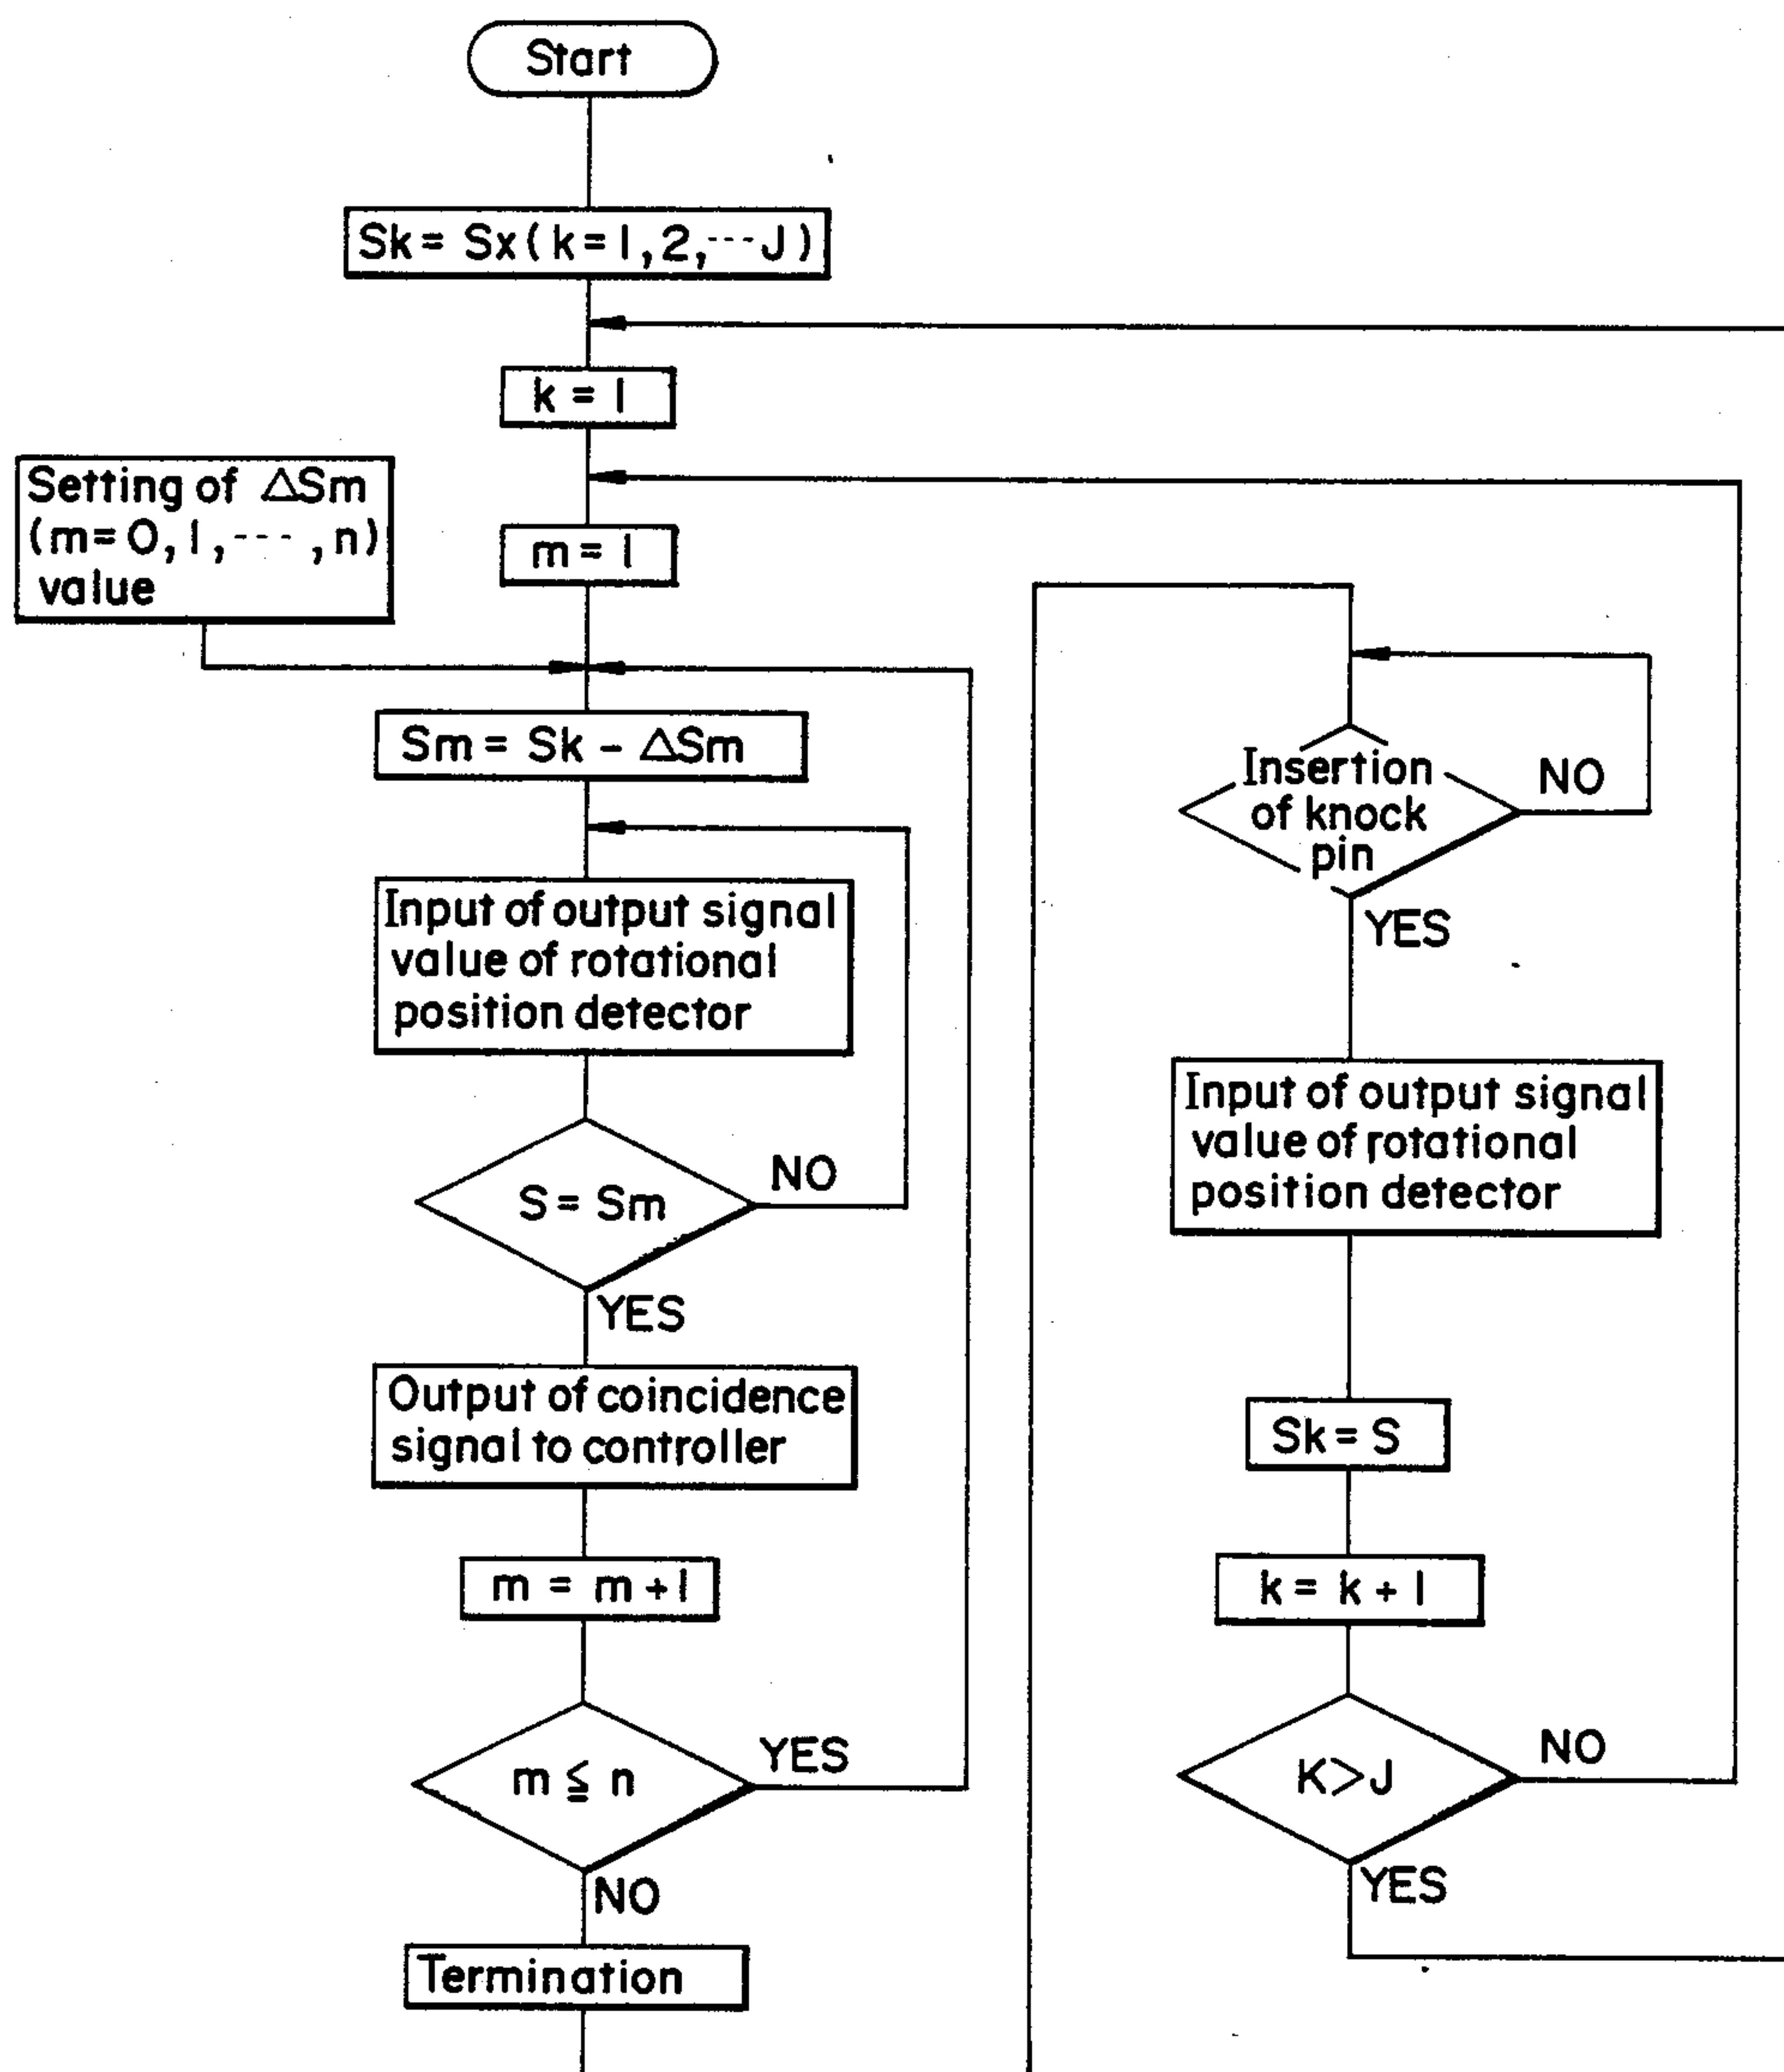 Start
Sk = Sx ( k = 1, 2, --- J )
k = 1
Setting of △Sm
(m= 0, 1, --- , n)
value
m = 1
Sm = Sk - △Sm
Input of output signal
value of rotational
position detector
S = Sm
NO
YES
Output of coincidence
signal to controller
m = m + 1
m ≦ n
YES
NO
Termination
Insertion
of knock
pin
NO
YES
Input of output signal
value of rotational
position detector
Sk = S
k = k + 1
K > J
NO
YES